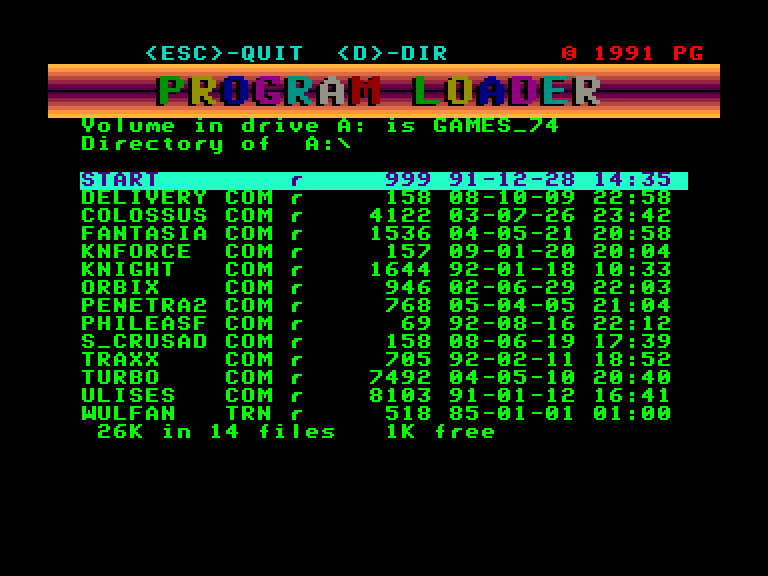 <ESC>-QUIT  <D>-DIR  © 1991 PG
PROGRAM LOADER
Volume in drive A: is GAMES_74
Directory of  A:\
START r 999 91-12-28 14:35
DELIVERY COM r 158 08-10-09 22:58
COLOSSUS COM r 4122 03-07-26 23:42
FANTASIA COM r 1536 04-05-21 20:58
KNFORCE COM r 157 09-01-20 20:04
KNIGHT COM r 1644 92-01-18 10:33
ORBIX COM r 946 02-06-29 22:03
PENETRA2 COM r 768 05-04-05 21:04
PHILEASF COM r 69 92-08-16 22:12
S_CRUSAD COM r 158 08-06-19 17:39
TRAXX COM r 705 92-02-11 18:52
TURBO COM r 7492 04-05-10 20:40
ULISES COM r 8103 91-01-12 16:41
WULFAN TRN r 518 85-01-01 01:00
26K in 14 files   1K free